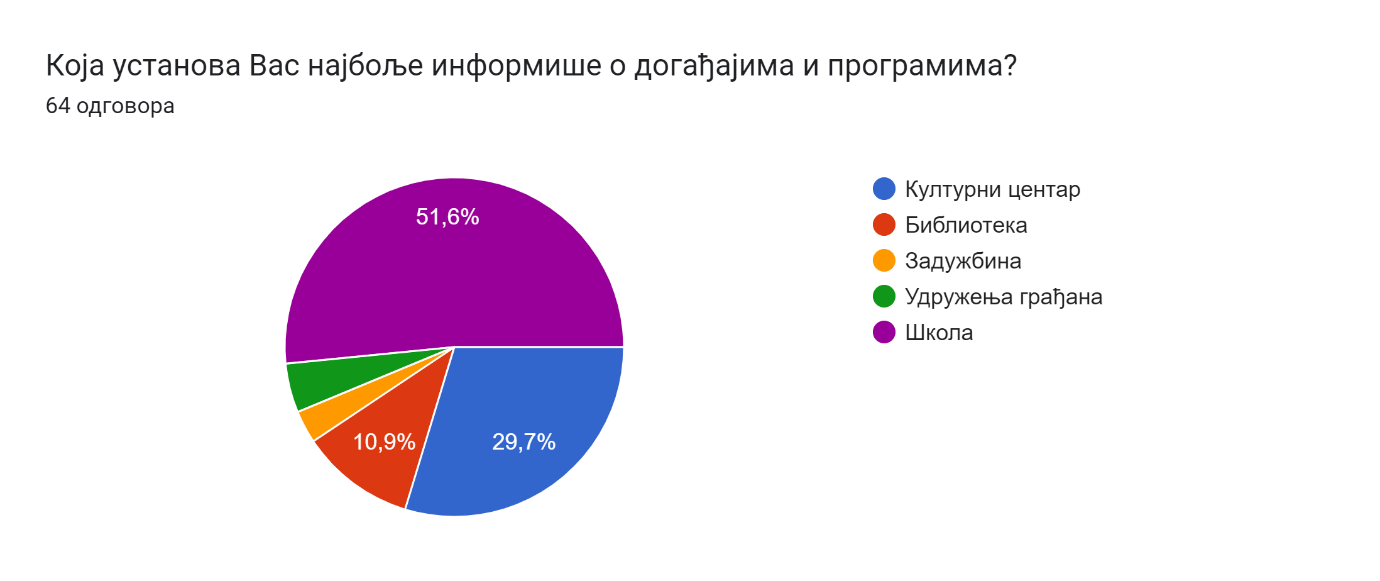 Која установа Вас најбоље информише о догађајима и програмима?
64 одговора
51,6%
10,9%
29,7%
Културни центар
Библиотека
Задужбина
Удружења грађана
Школа